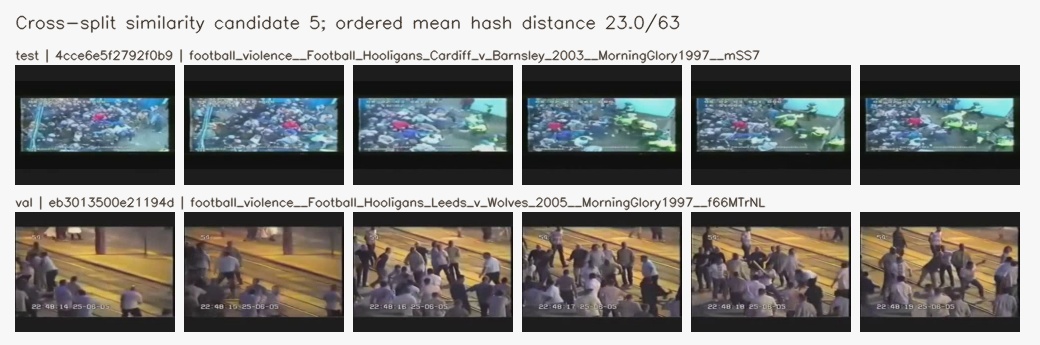 Cross-split similarity candidate 5; ordered mean hash distance 23.0/63
test | 4cce6e5f2792f0b9 | football_violence__Football_Hooligans_Cardiff_v_Barnsley_2003__MorningGlory1997__mSS7
val | eb3013500e21194d | football_violence__Football_Hooligans_Leeds_v_Wolves_2005__MorningGlory1997__f66MTrNL
22:48:14 25-06-05
22:48:15 25-06-05
22:48:16 25-06-05
22:48:17 25-06-05
22:48:18 25-06-05
22:48:19 25-06-05